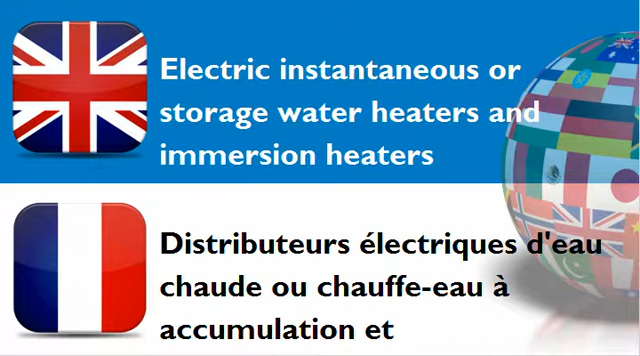 Electric instantaneous or
storage water heaters and
immersion heaters
Distributeurs électriques d'eau
chaude ou chauffe-eau à
accumulation et